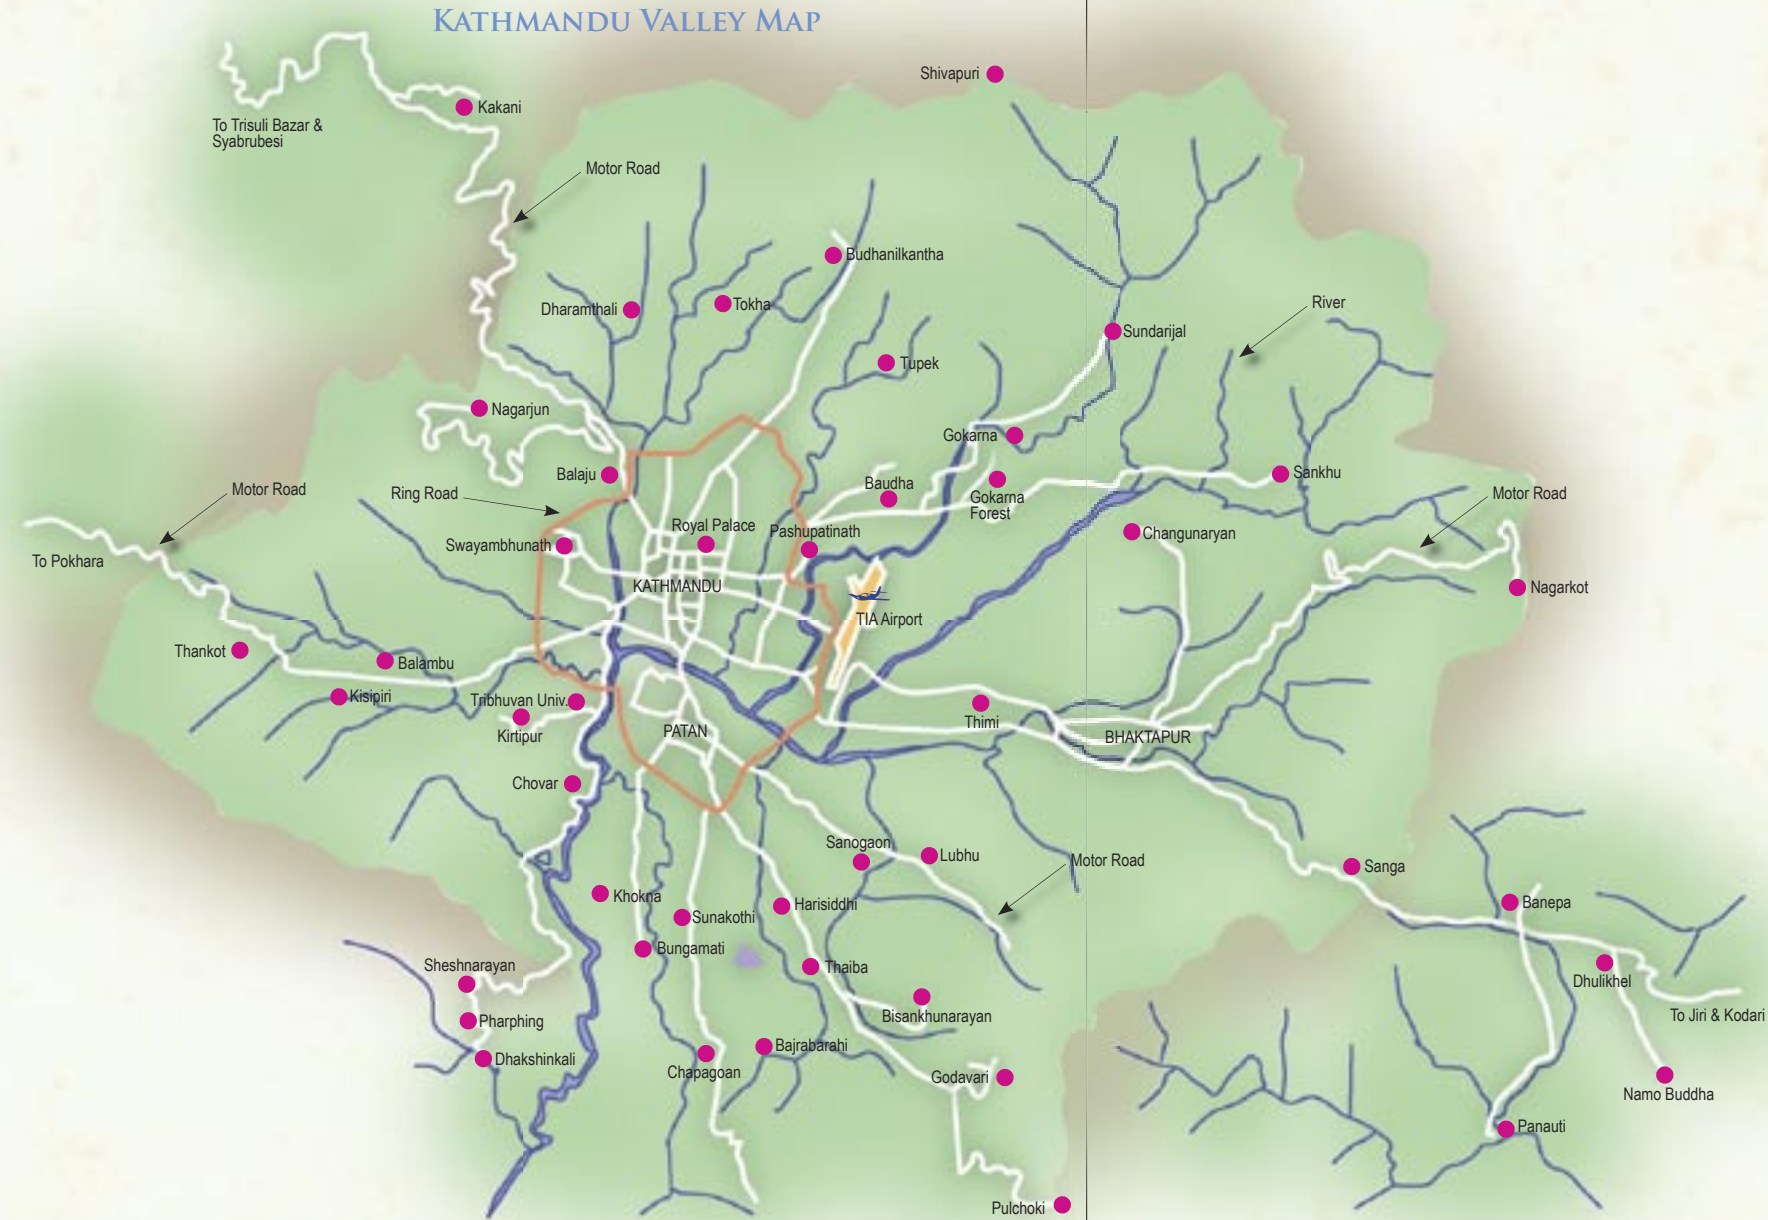 KATHMANDU VALLEY MAP
Shivapuri
Kakani
To Trisuli Bazar &
Syabrubesi
Motor Road
Budhanilkantha
Dharamthali
Tokha
River
Sundarijal
Tupek
Nagarjun
Gokarna
Balaju
Sankhu
Baudha
Motor Road
Ring Road
Gokarna
Forest
Motor Road
Royal Palace
Pashupatinath
Changunaryan
Swayambhunath
To Pokhara
KATHMANDU
Nagarkot
TIA Airport
Thankot
Balambu
Kisipiri
Tribhuvan Univ.
Kirtipur
Thimi
PATAN
BHAKTAPUR
Chovar
Sanogaon
Lubhu
Motor Road
Sanga
Khokna
Harisiddhi
Banepa
Sunakothi
Bungamati
Sheshnarayan
Thaiba
Dhulikhel
Bisankhunarayan
To Jiri & Kodari
Pharphing
Bajrabarahi
Dhakshinkali
Chapagoan
Godavari
Namo Buddha
Panauti
Pulchoki